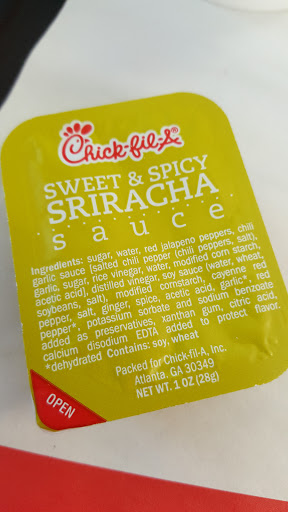 Chick-fil-A®
SWEET & SPICY
SRIRACHA
sauce
Ingredients: sugar, water, red jalapeno peppers, chili
garlic sauce [salted chili pepper (chili peppers, salt),
garlic, sugar, rice vinegar, water, modified corn starch,
acetic acid], distilled vinegar, soy sauce (water, wheat,
soybeans, salt), modified cornstarch, cayenne red
pepper, salt, ginger, spice, acetic acid, garlic*, red
pepper*, potassium sorbate and sodium benzoate
added as preservatives, xanthan gum, citric acid,
calcium disodium EDTA added to protect flavor.
*dehydrated Contains: soy, wheat
Packed for Chick-fil-A, Inc.
Atlanta, GA 30349
NET WT. 1 OZ (28g)
OPEN